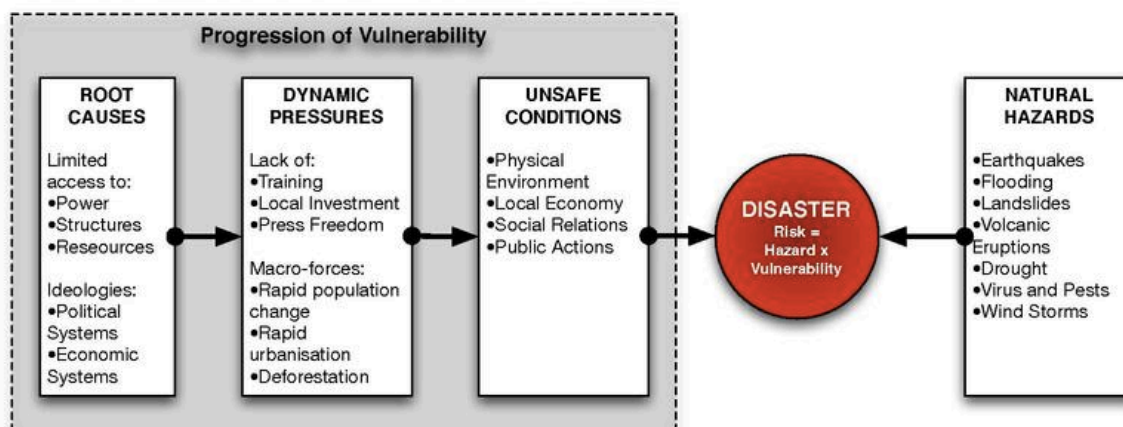 Progression of Vulnerability
ROOT
CAUSES
Limited
access to:
•Power
•Structures
•Reseources
Ideologies:
•Political
Systems
•Economic
Systems
DYNAMIC
PRESSURES
Lack of:
•Training
•Local Investment
•Press Freedom
Macro-forces:
•Rapid population
change
•Rapid
urbanisation
•Deforestation
UNSAFE
CONDITIONS
•Physical
Environment
•Local Economy
•Social Relations
•Public Actions
DISASTER
Risk =
Hazard x
Vulnerability
NATURAL
HAZARDS
•Earthquakes
•Flooding
•Landslides
•Volcanic
Eruptions
•Drought
•Virus and Pests
•Wind Storms